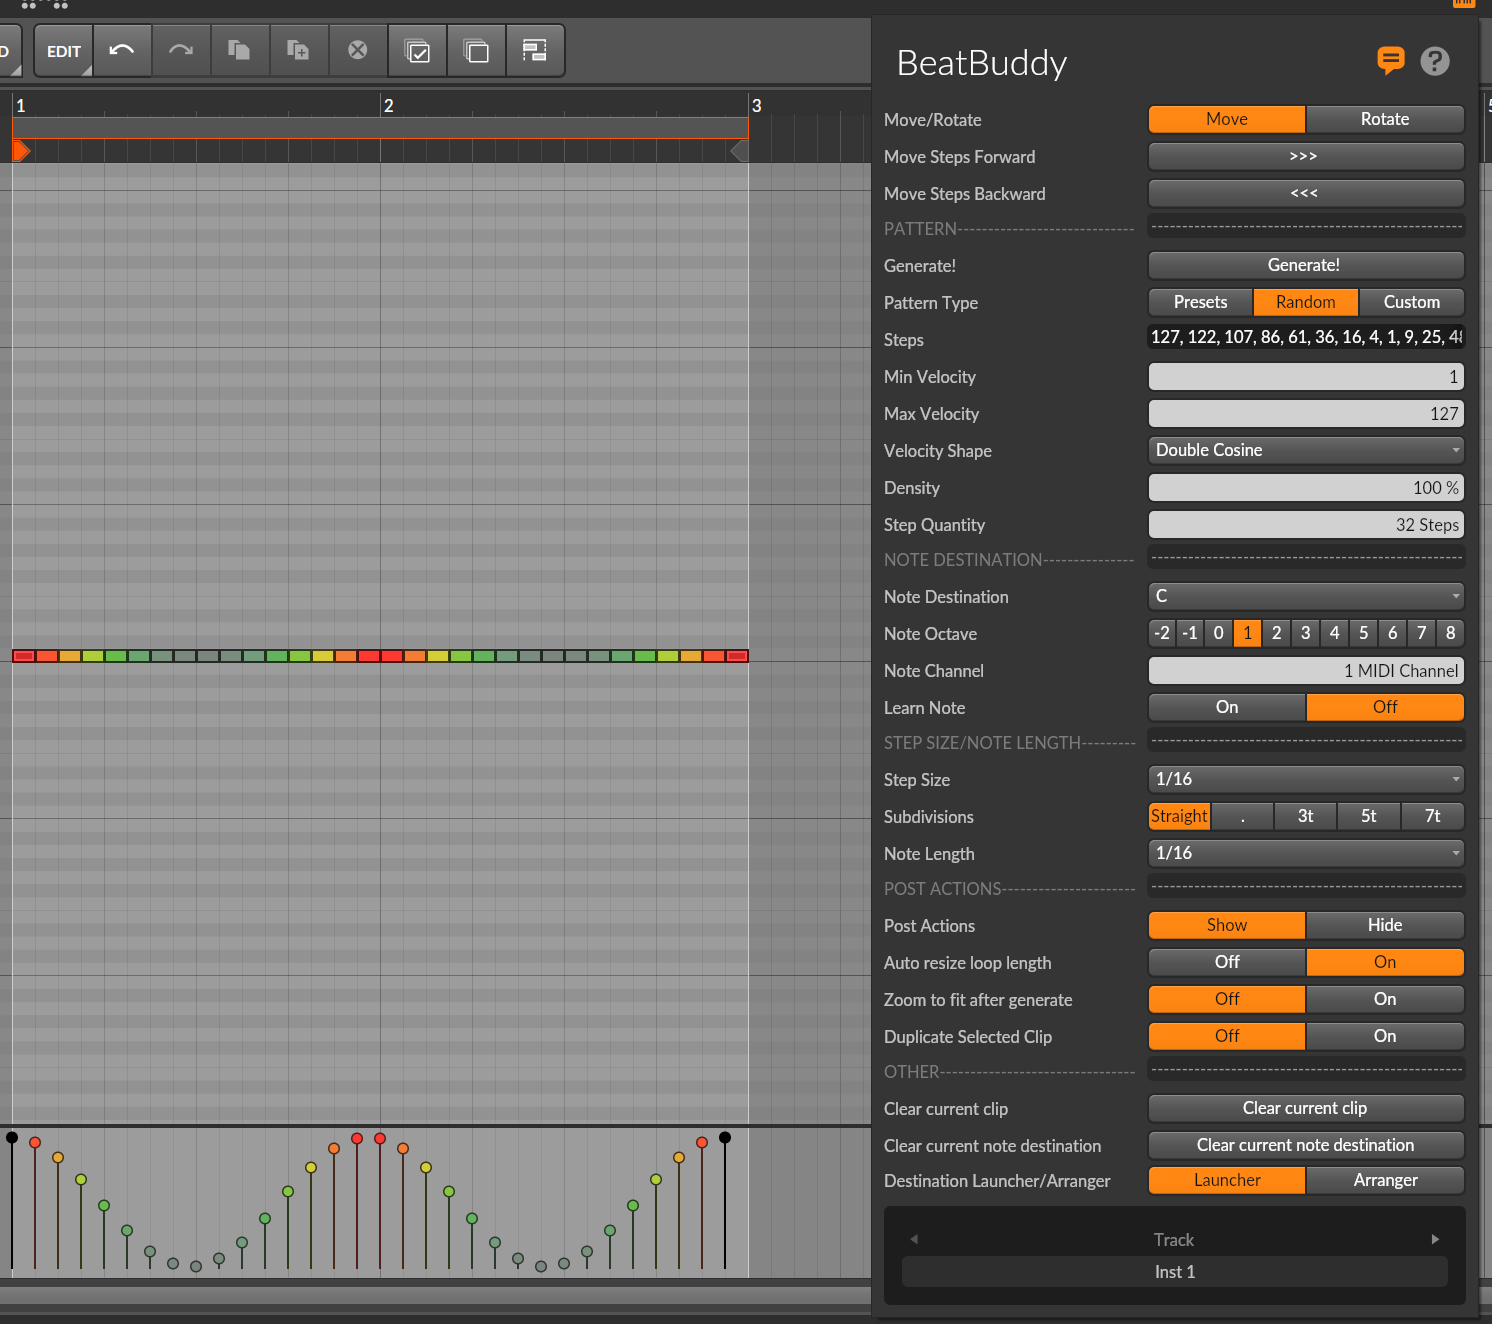 EDIT
1 2 3
BeatBuddy
?
Move/Rotate Move Rotate
Move Steps Forward >>>
Move Steps Backward <<<
PATTERN----------------------------- ---------------------------------------------------
Generate! Generate!
Pattern Type Presets Random Custom
Steps 127, 122, 107, 86, 61, 36, 16, 4, 1, 9, 25,
Min Velocity 1
Max Velocity 127
Velocity Shape Double Cosine
Density 100 %
Step Quantity 32 Steps
NOTE DESTINATION--------------- ---------------------------------------------------
Note Destination C
Note Octave -2 -1 0 1 2 3 4 5 6 7 8
Note Channel 1 MIDI Channel
Learn Note On Off
STEP SIZE/NOTE LENGTH--------- ---------------------------------------------------
Step Size 1/16
Subdivisions Straight . 3t 5t 7t
Note Length 1/16
POST ACTIONS---------------------- ---------------------------------------------------
Post Actions Show Hide
Auto resize loop length Off On
Zoom to fit after generate Off On
Duplicate Selected Clip Off On
OTHER-------------------------------- ---------------------------------------------------
Clear current clip Clear current clip
Clear current note destination Clear current note destination
Destination Launcher/Arranger Launcher Arranger
Track
Inst 1